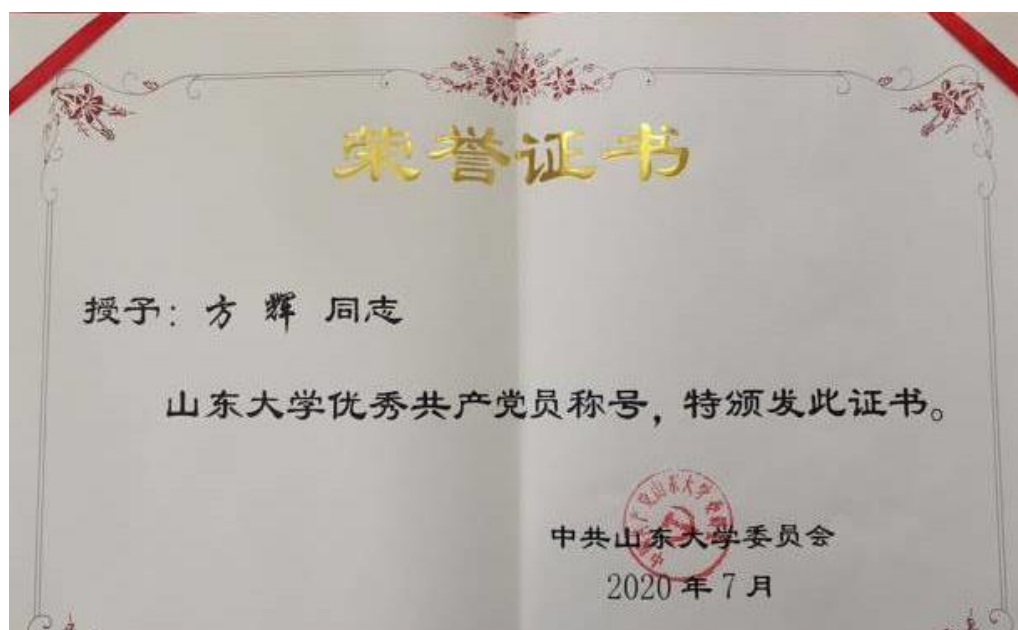 荣誉证书
授予：方 辉 同志
山东大学优秀共产党员称号，特颁发此证书。
中共山东大学委员会
2020年7月